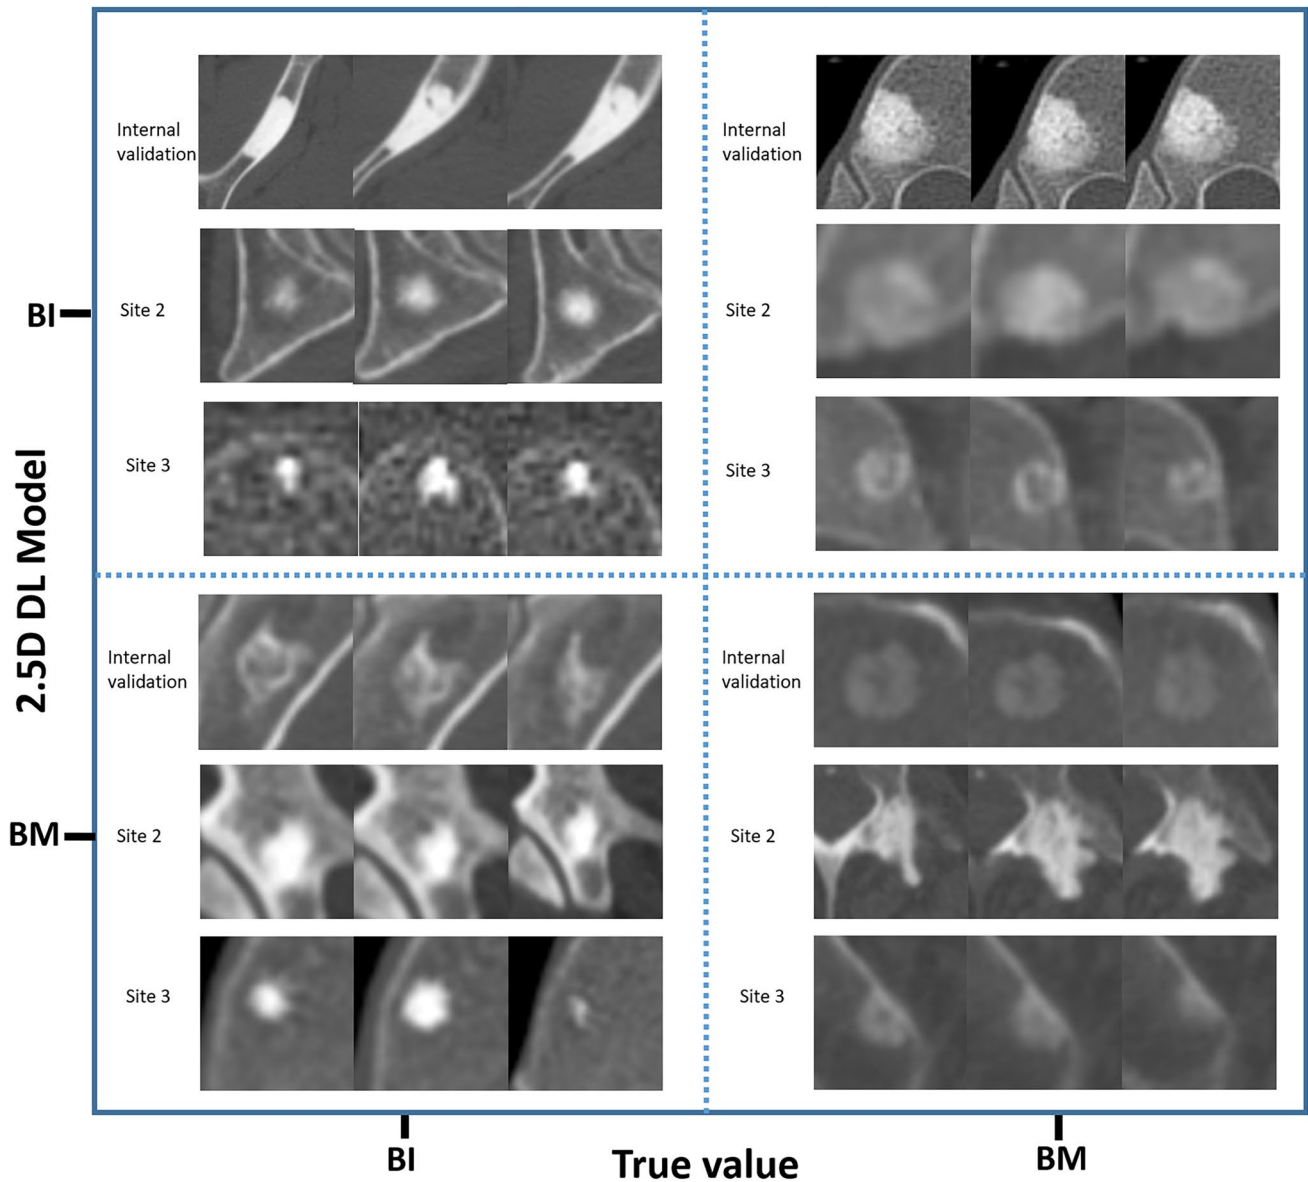 Internal
validation
Internal
validation
BI
Site 2
Site 2
Site 3
Site 3
2.5D DL Model
Internal
validation
Internal
validation
BM
Site 2
Site 2
Site 3
Site 3
BI
True value
BM